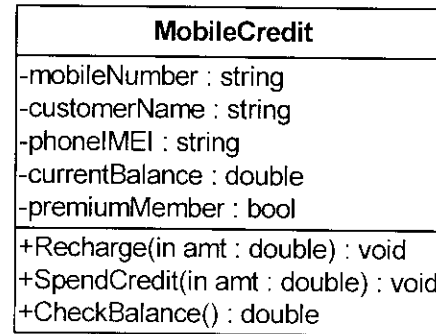 MobileCredit
-mobileNumber : string
-customerName : string
-phoneIMEI : string
-currentBalance : double
-premiumMember : bool
+Recharge(in amt : double) : void
+SpendCredit(in amt : double) : void
+CheckBalance() : double